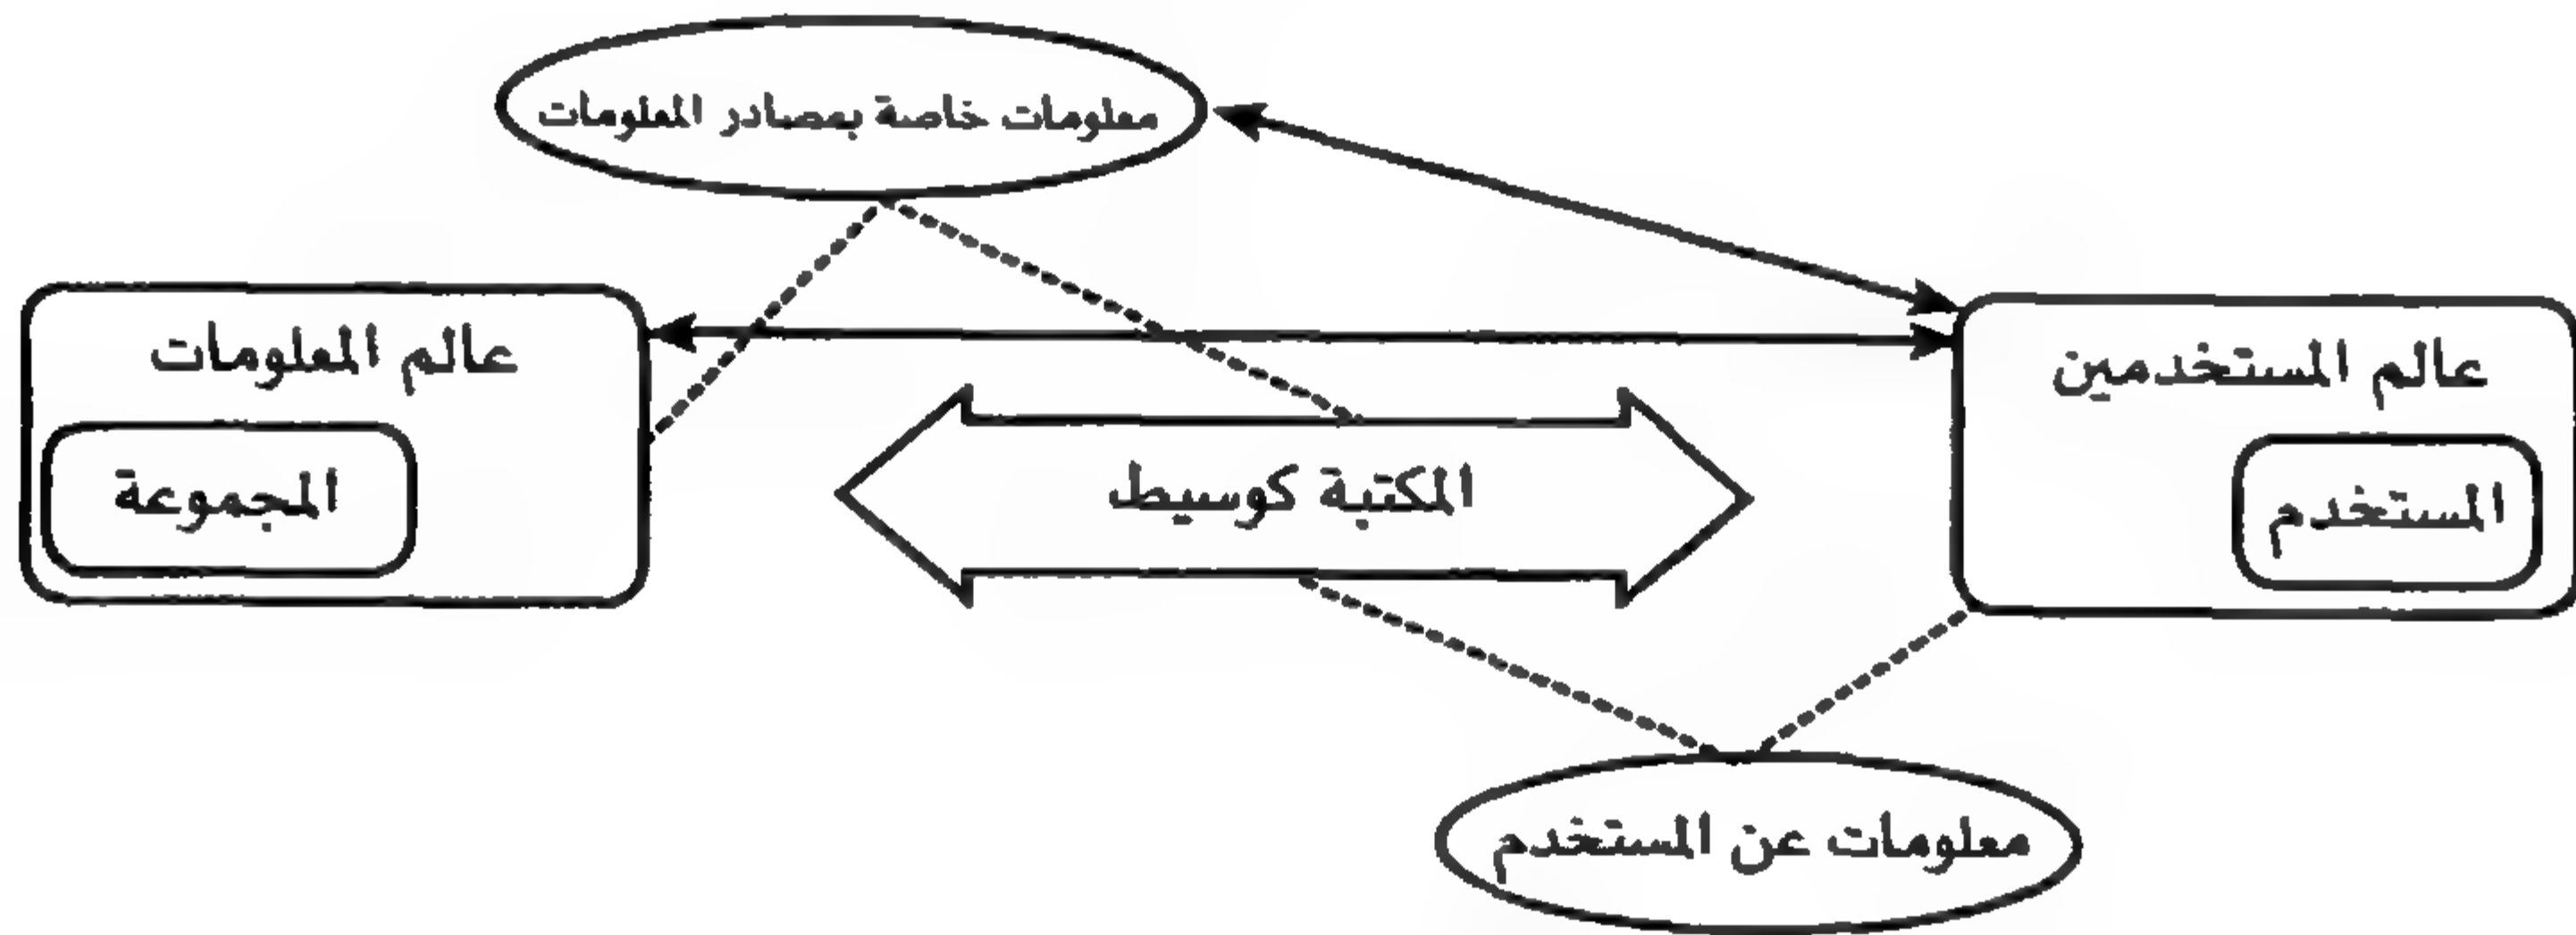 معلومات خاصة بمصادر المعلومات
عالم المستخدمين
عالم المعلومات
المستخدم
المكتبة كوسيط
المجموعة
معلومات عن المستخدم